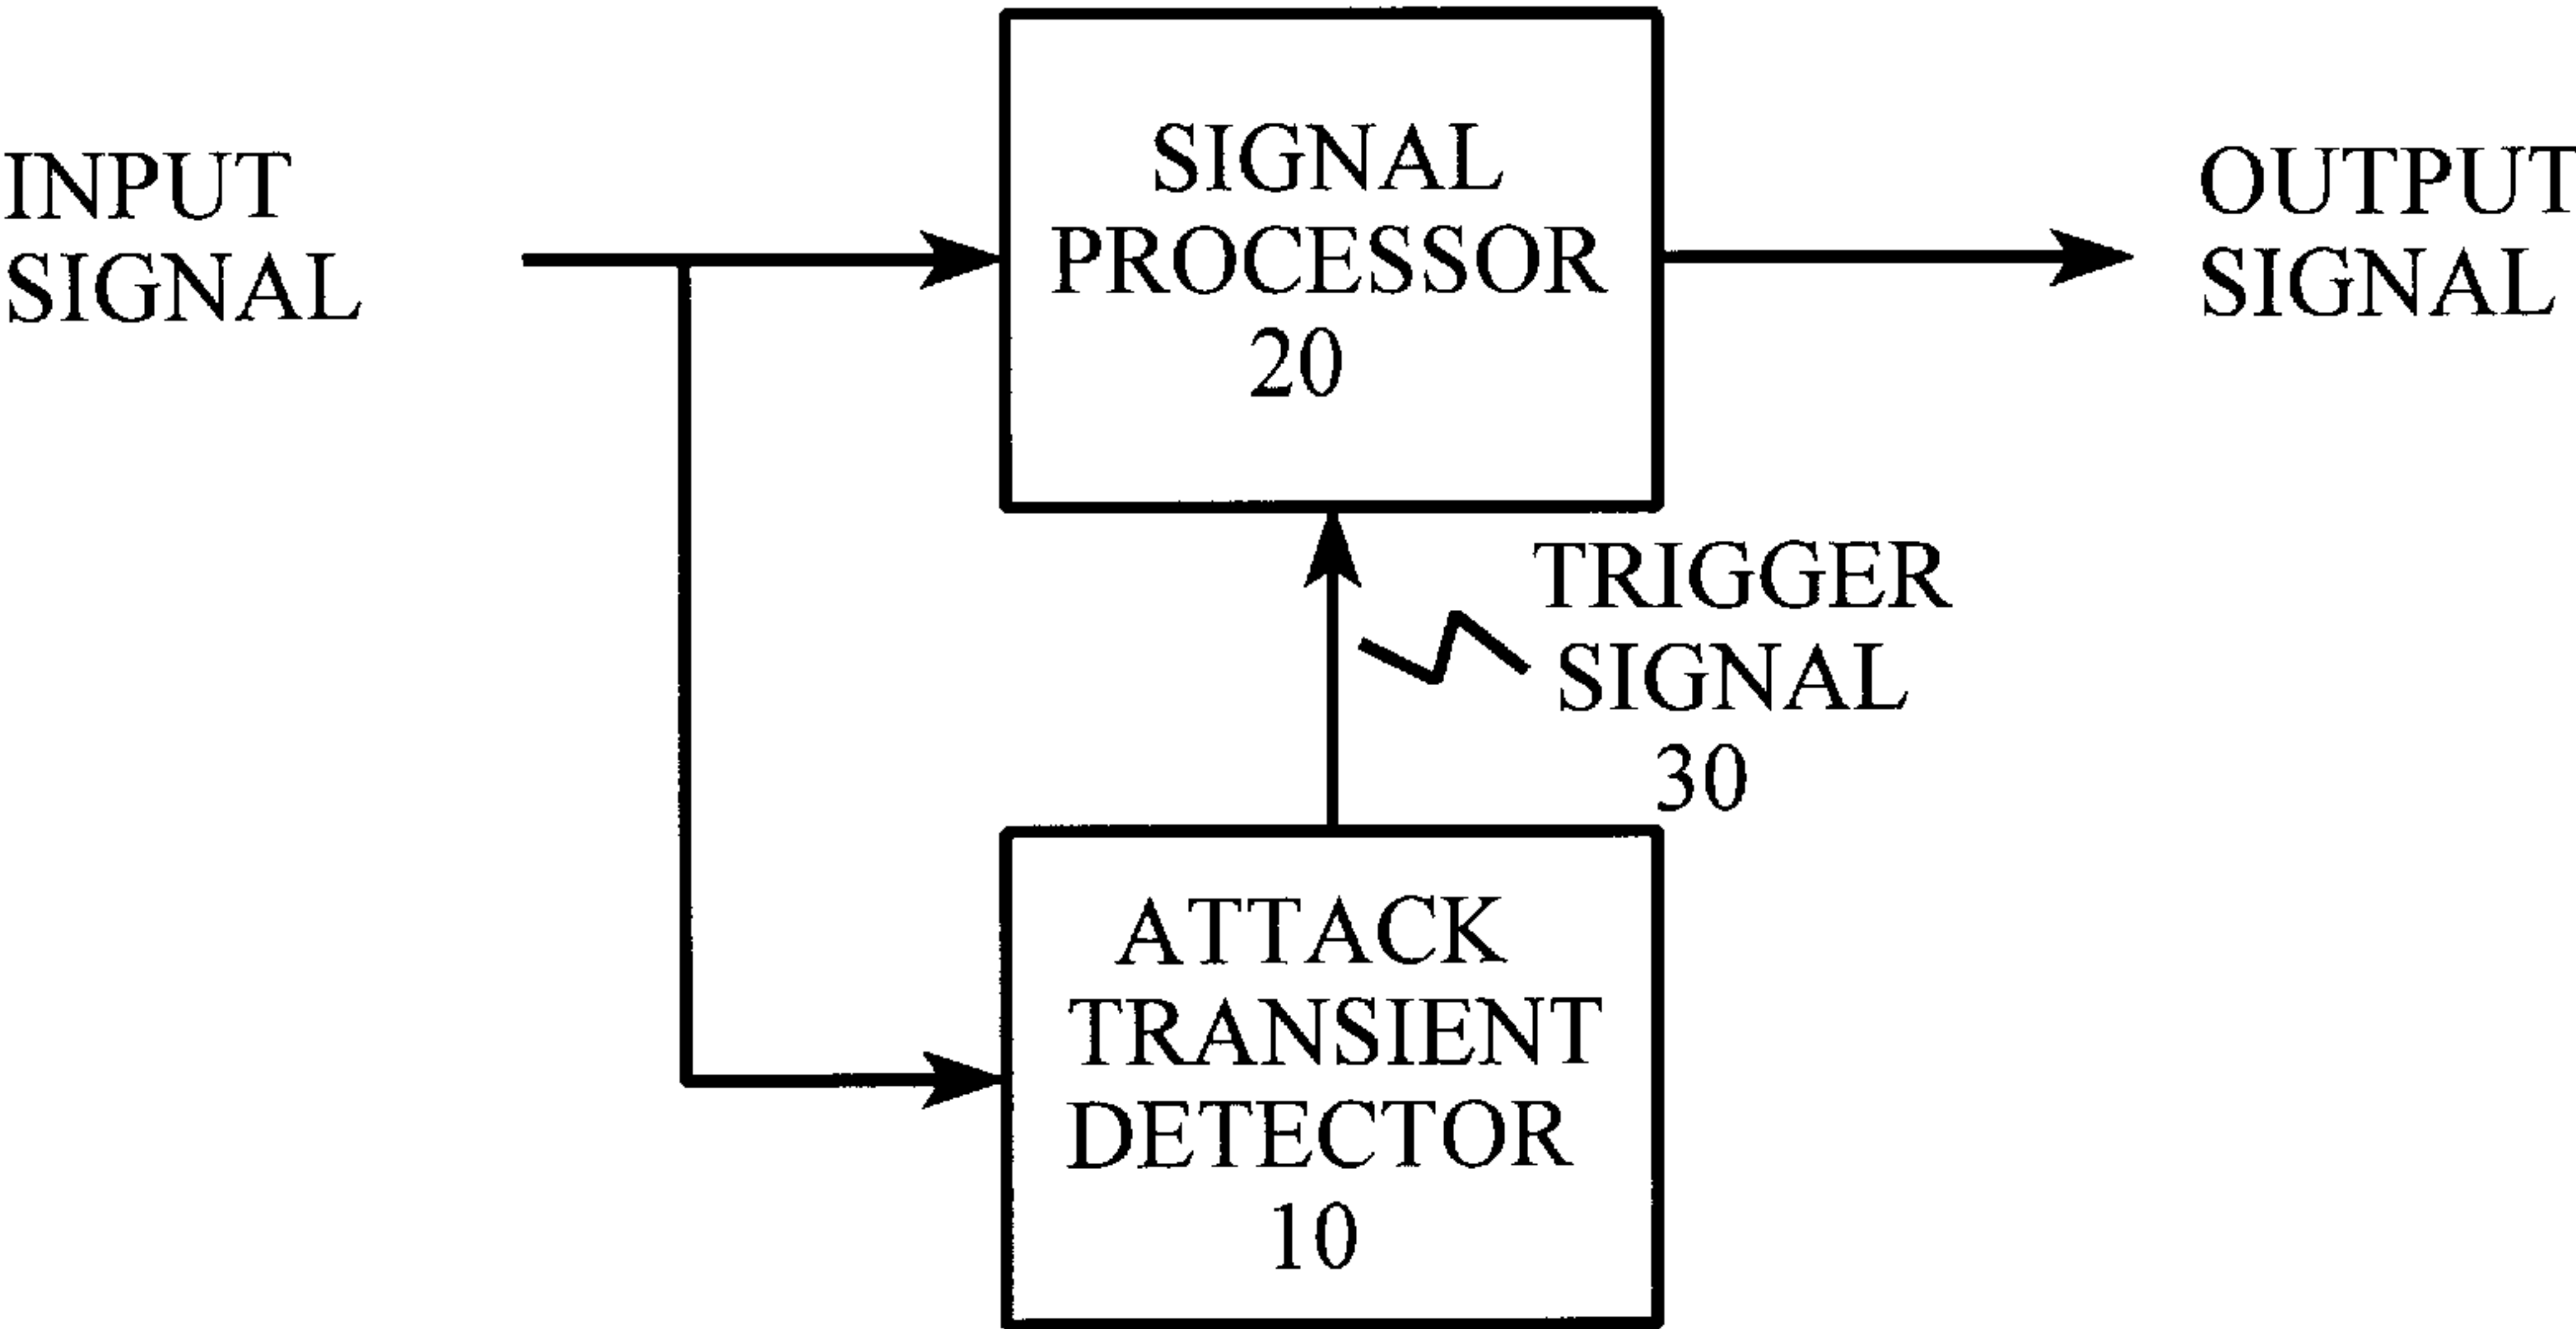 INPUT
SIGNAL
SIGNAL
PROCESSOR
20
OUTPUT
SIGNAL
TRIGGER
SIGNAL
30
ATTACK
TRANSIENT
DETECTOR
10